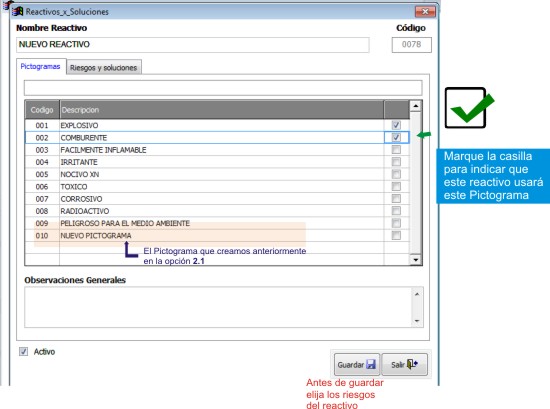 Reactivos_x_Soluciones
Nombre Reactivo Código
NUEVO REACTIVO 0078
Pictogramas Riesgos y soluciones
Codigo Descripcion
001 EXPLOSIVO
002 COMBURENTE
003 FACILMENTE INFLAMABLE
004 IRRITANTE
005 NOCIVO XN
006 TOXICO
007 CORROSIVO
008 RADIOACTIVO
009 PELIGROSO PARA EL MEDIO AMBIENTE
010 NUEVO PICTOGRAMA
El Pictograma que creamos anteriormente
en la opción 2.1
Marque la casilla
para indicar que
este reactivo usará
este Pictograma
Observaciones Generales
Activo
Guardar Salir
Antes de guardar
elija los riesgos
del reactivo